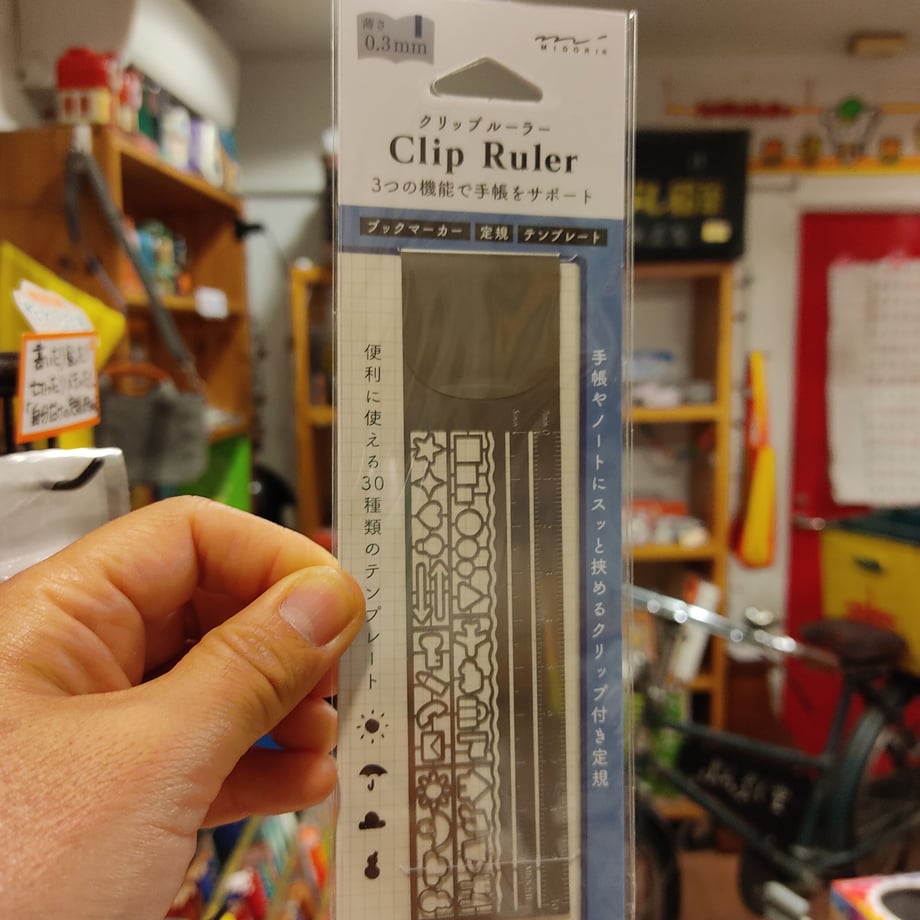 薄さ
0.3mm
MIDORI
クリップルーラー
Clip Ruler
3つの機能で手帳をサポート
ブックマーカー 定規 テンプレート
便利に使える30種類のテンプレート
手帳やノートにスッと挟めるクリップ付き定規